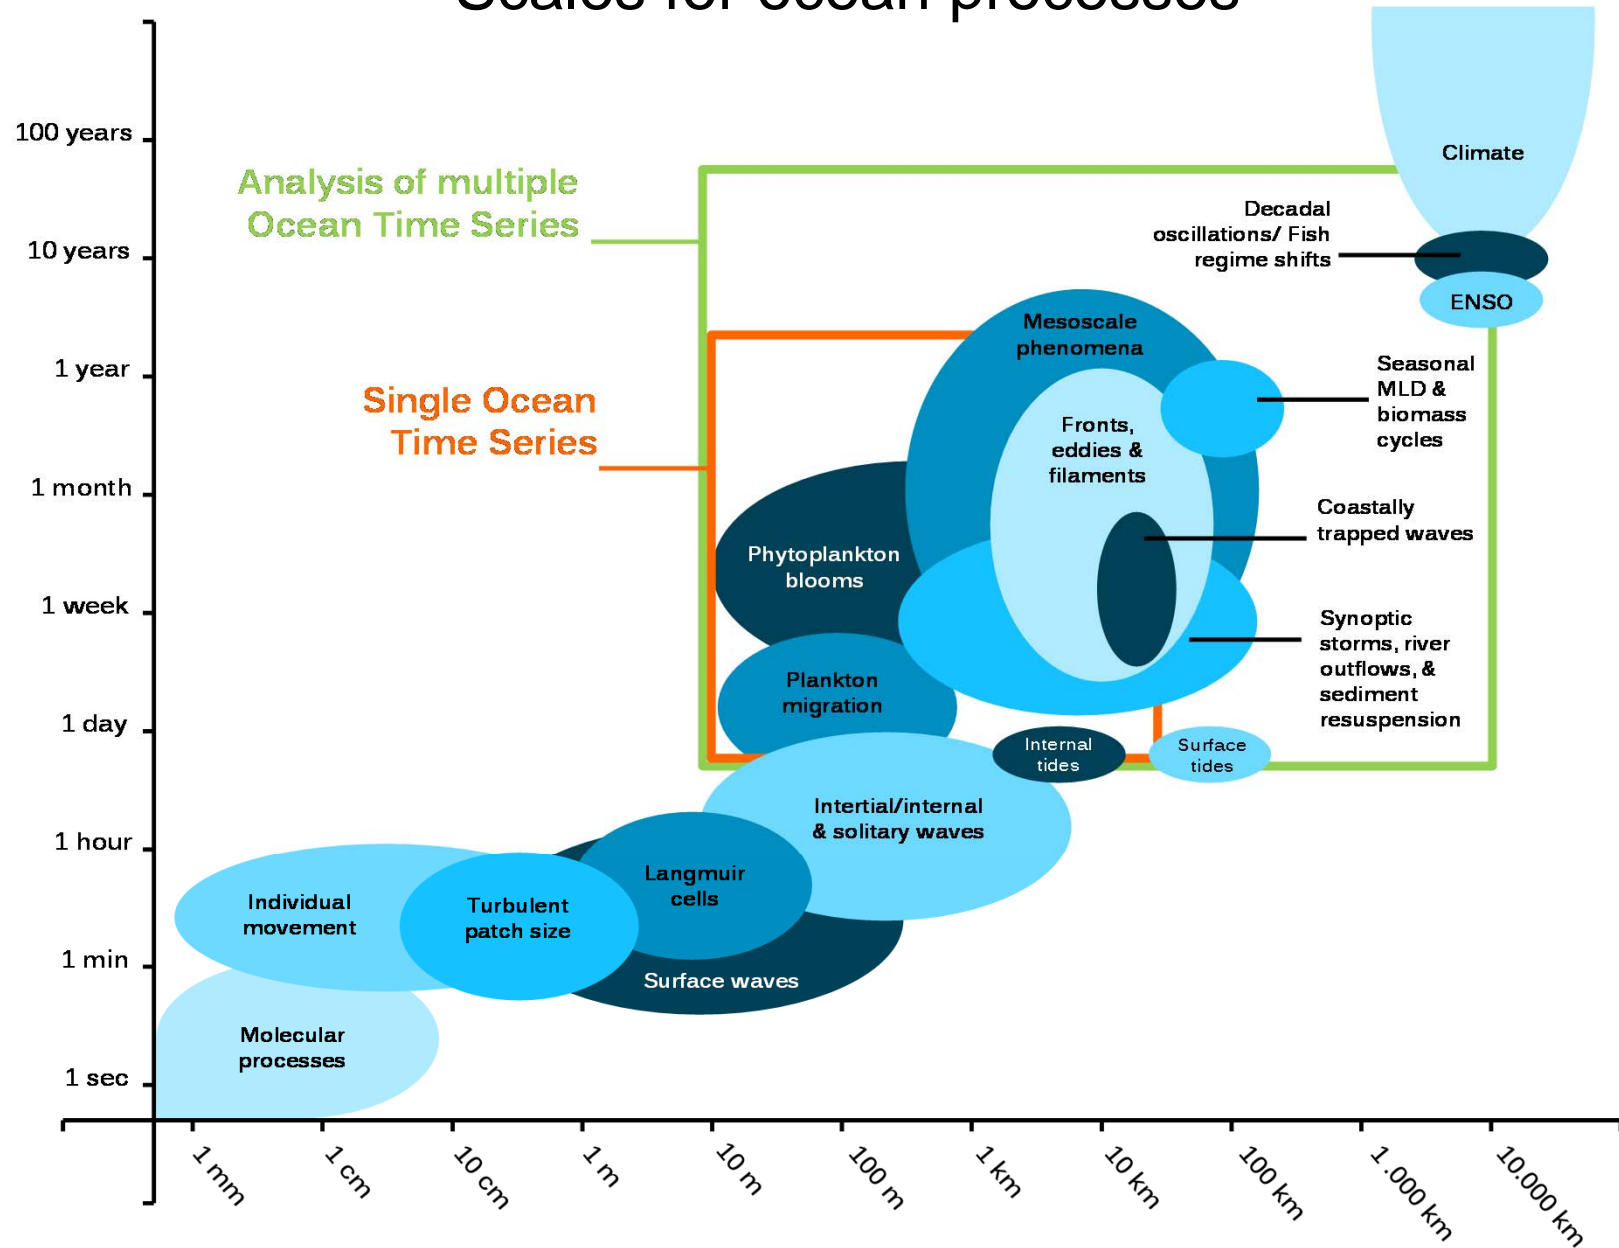 Scales for ocean processes
100 years
10 years
1 year
1 month
1 week
1 day
1 hour
1 min
1 sec
Analysis of multiple
Ocean Time Series
Single Ocean
Time Series
Climate
Decadal
oscillations/ Fish
regime shifts
ENSO
Mesoscale
phenomena
Seasonal
MLD &
biomass
cycles
Fronts,
eddies &
filaments
Coastally
trapped waves
Phytoplankton
blooms
Synoptic
storms, river
outflows, &
sediment
resuspension
Plankton
migration
Internal
tides
Surface
tides
Intertial/internal
& solitary waves
Langmuir
cells
Individual
movement
Turbulent
patch size
Surface waves
Molecular
processes
1 mm
1 cm
10 cm
1 m
10 m
100 m
1 km
10 km
100 km
1.000 km
10.000 km